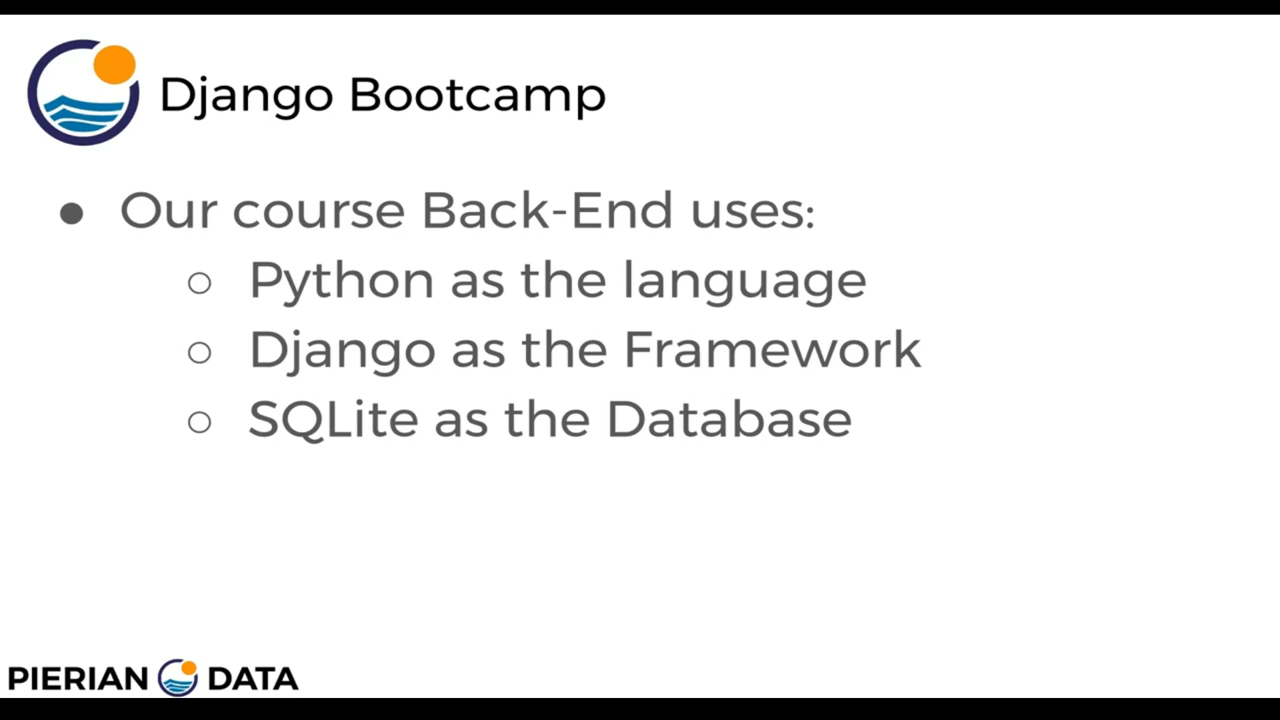 Django Bootcamp
● Our course Back-End uses:
○ Python as the language
○ Django as the Framework
○ SQLite as the Database
PIERIAN DATA